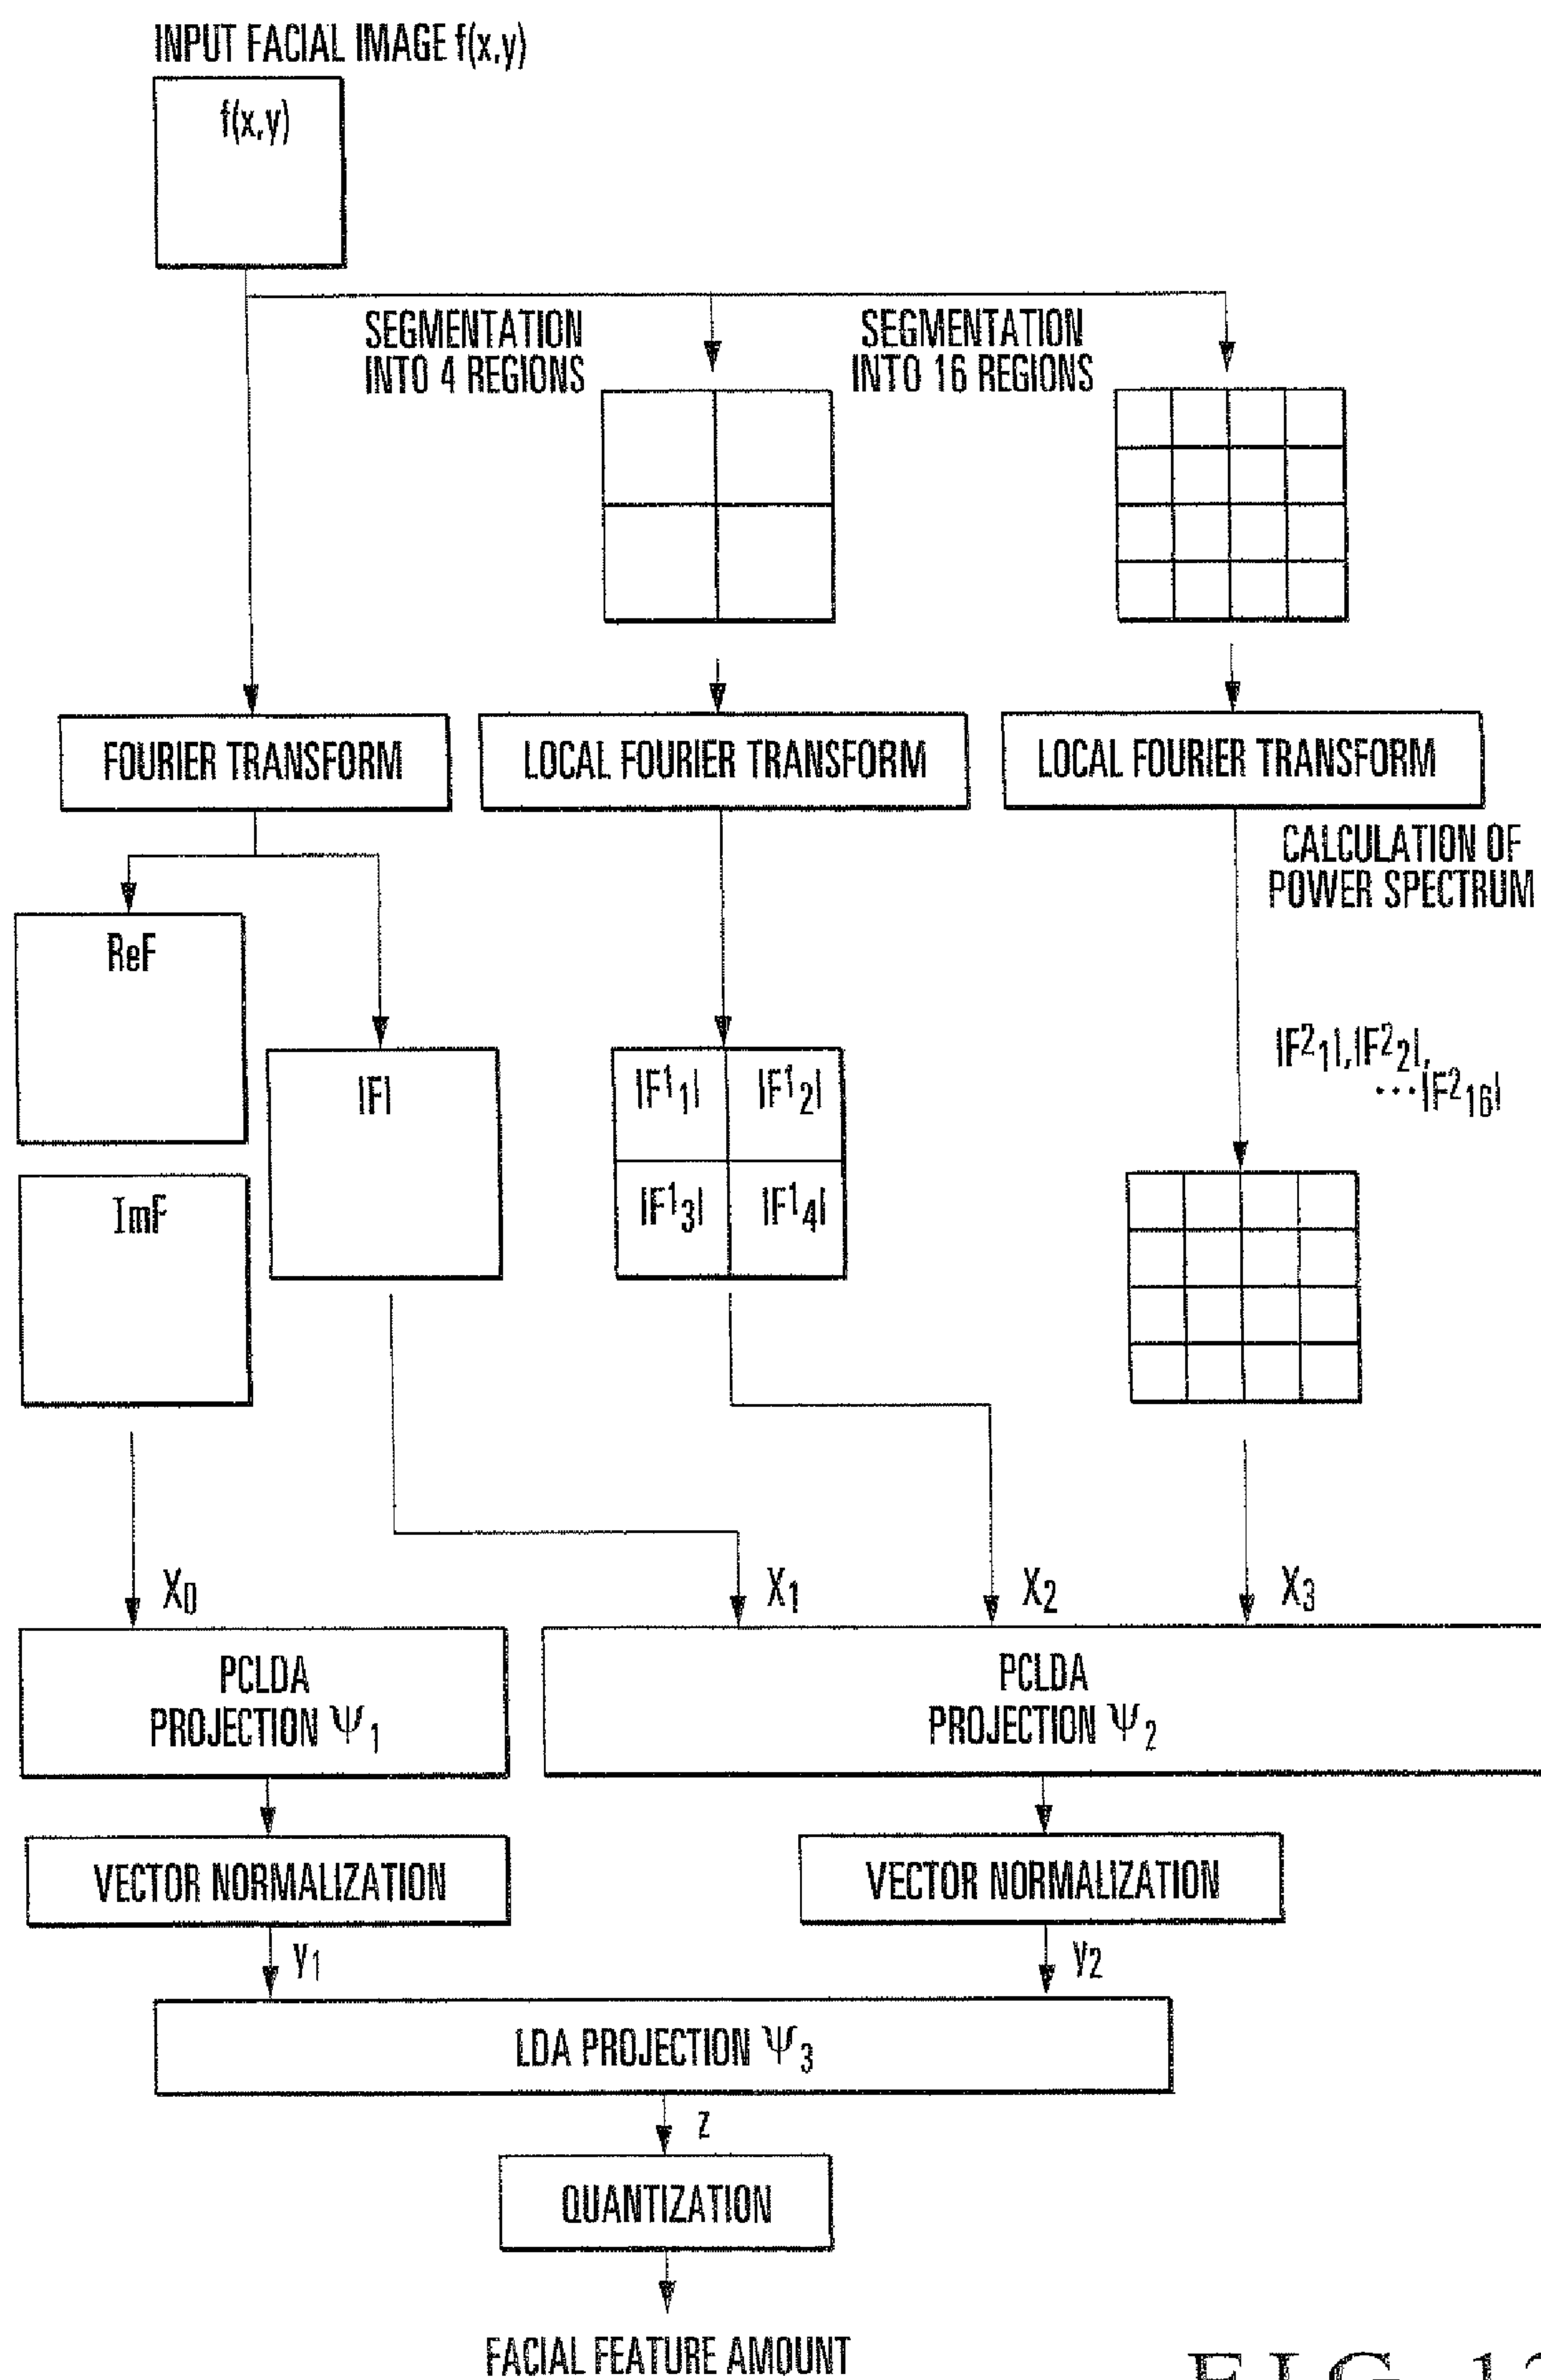 INPUT FACIAL IMAGE f(x,y)
f(x,y)
SEGMENTATION
INTO 4 REGIONS
SEGMENTATION
INTO 16 REGIONS
FOURIER TRANSFORM
LOCAL FOURIER TRANSFORM
LOCAL FOURIER TRANSFORM
CALCULATION OF
POWER SPECTRUM
ReF
|F|
ImF
|F¹₁|
|F¹₂|
|F¹₃|
|F¹₄|
|F²₁|,|F²₂|,
···|F²₁₆|
X₀
X₁
X₂
X₃
PCLDA
PROJECTION Ψ₁
PCLDA
PROJECTION Ψ₂
VECTOR NORMALIZATION
VECTOR NORMALIZATION
y₁
y₂
LDA PROJECTION Ψ₃
z
QUANTIZATION
FACIAL FEATURE AMOUNT